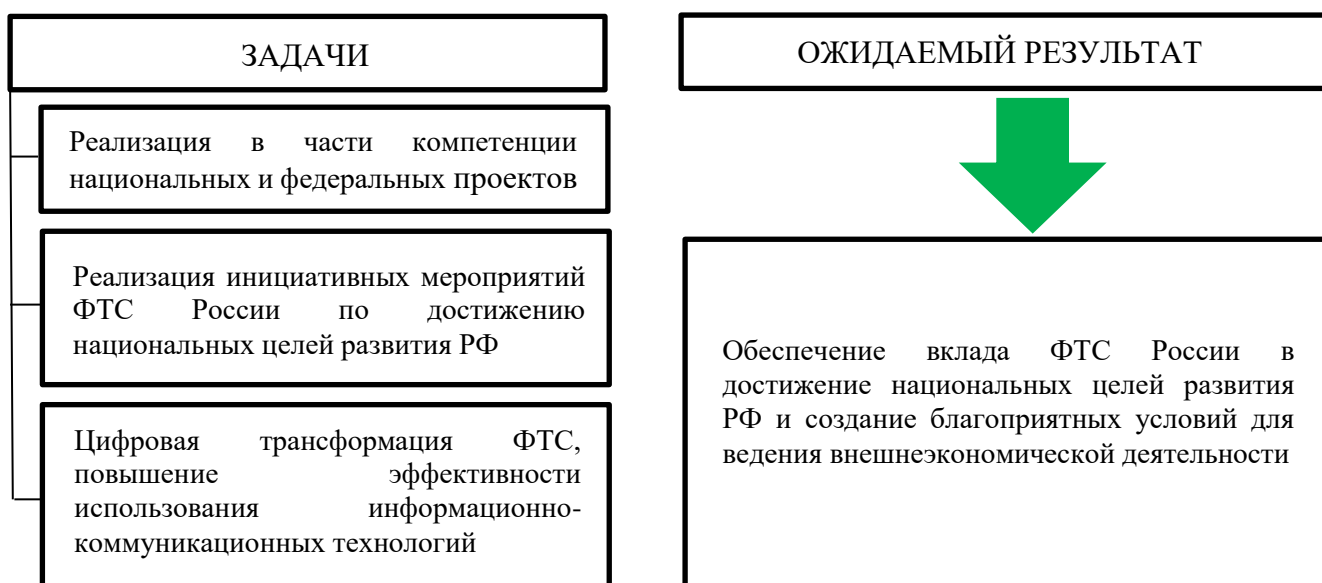 ЗАДАЧИ
Реализация в части компетенции
национальных и федеральных проектов
Реализация инициативных мероприятий
ФТС России по достижению
национальных целей развития РФ
Цифровая трансформация ФТС,
повышение эффективности
использования информационно-
коммуникационных технологий
ОЖИДАЕМЫЙ РЕЗУЛЬТАТ
Обеспечение вклада ФТС России в
достижение национальных целей развития
РФ и создание благоприятных условий для
ведения внешнеэкономической деятельности